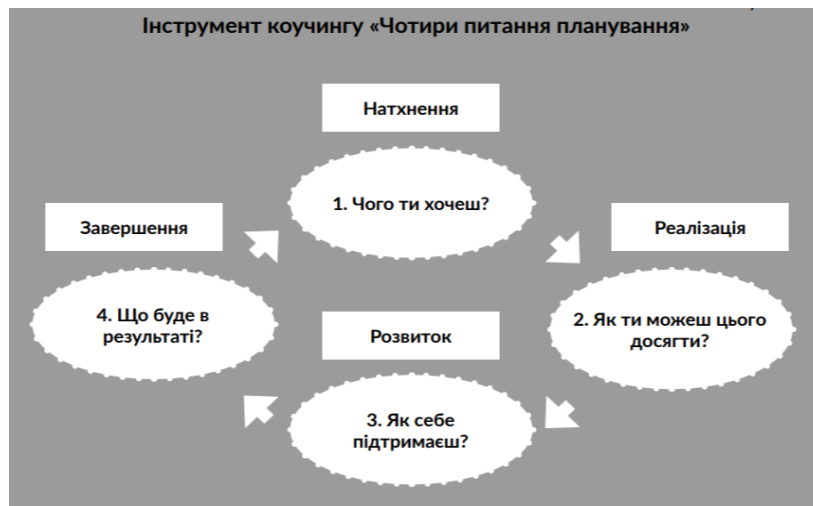 Інструмент коучингу «Чотири питання планування»
Натхнення
1. Чого ти хочеш?
Реалізація
2. Як ти можеш цього
досягти?
Розвиток
3. Як себе
підтримаєш?
Завершення
4. Що буде в
результаті?